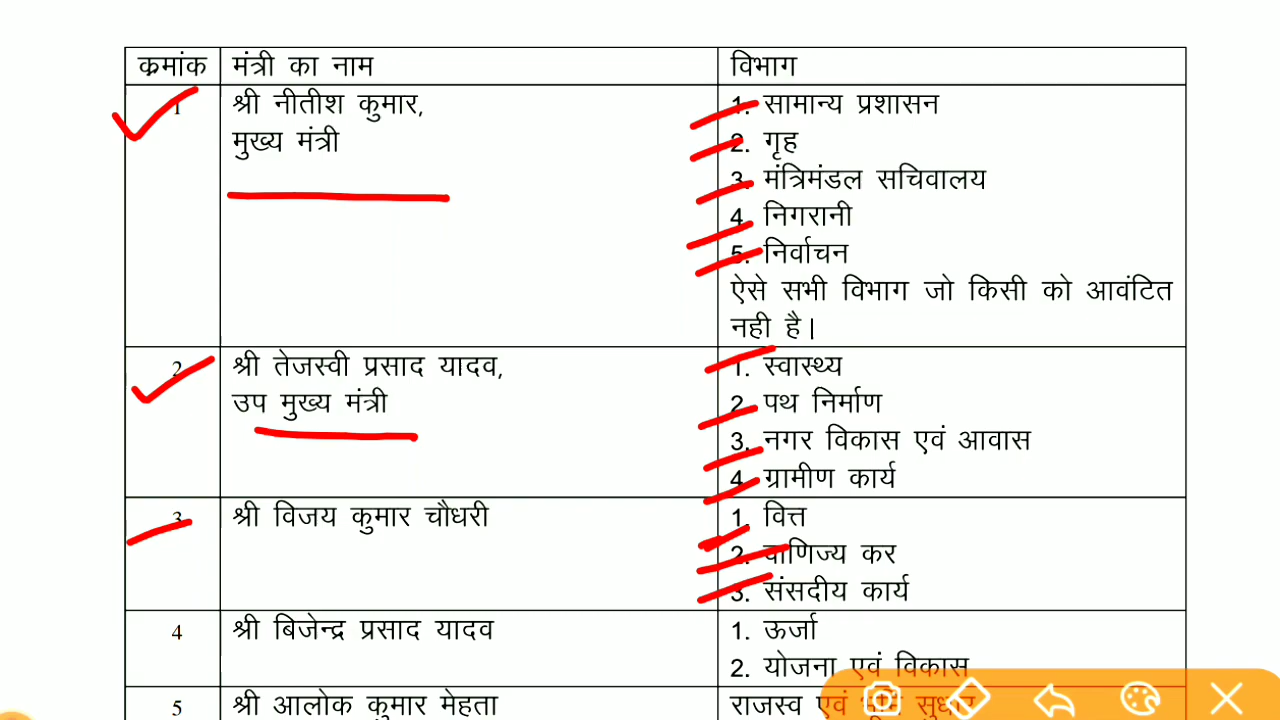 क्रमांक मंत्री का नाम विभाग
1 श्री नीतीश कुमार, 1. सामान्य प्रशासन
मुख्य मंत्री 2. गृह
3. मंत्रिमंडल सचिवालय
4. निगरानी
5. निर्वाचन
ऐसे सभी विभाग जो किसी को आवंटित
नही है।
2 श्री तेजस्वी प्रसाद यादव, 1. स्वास्थ्य
उप मुख्य मंत्री 2. पथ निर्माण
3. नगर विकास एवं आवास
4. ग्रामीण कार्य
3 श्री विजय कुमार चौधरी 1. वित्त
2. वाणिज्य कर
3. संसदीय कार्य
4 श्री बिजेन्द्र प्रसाद यादव 1. ऊर्जा
2. योजना एवं विकास
5 श्री आलोक कुमार मेहता राजस्व एवं भूमि सुधार